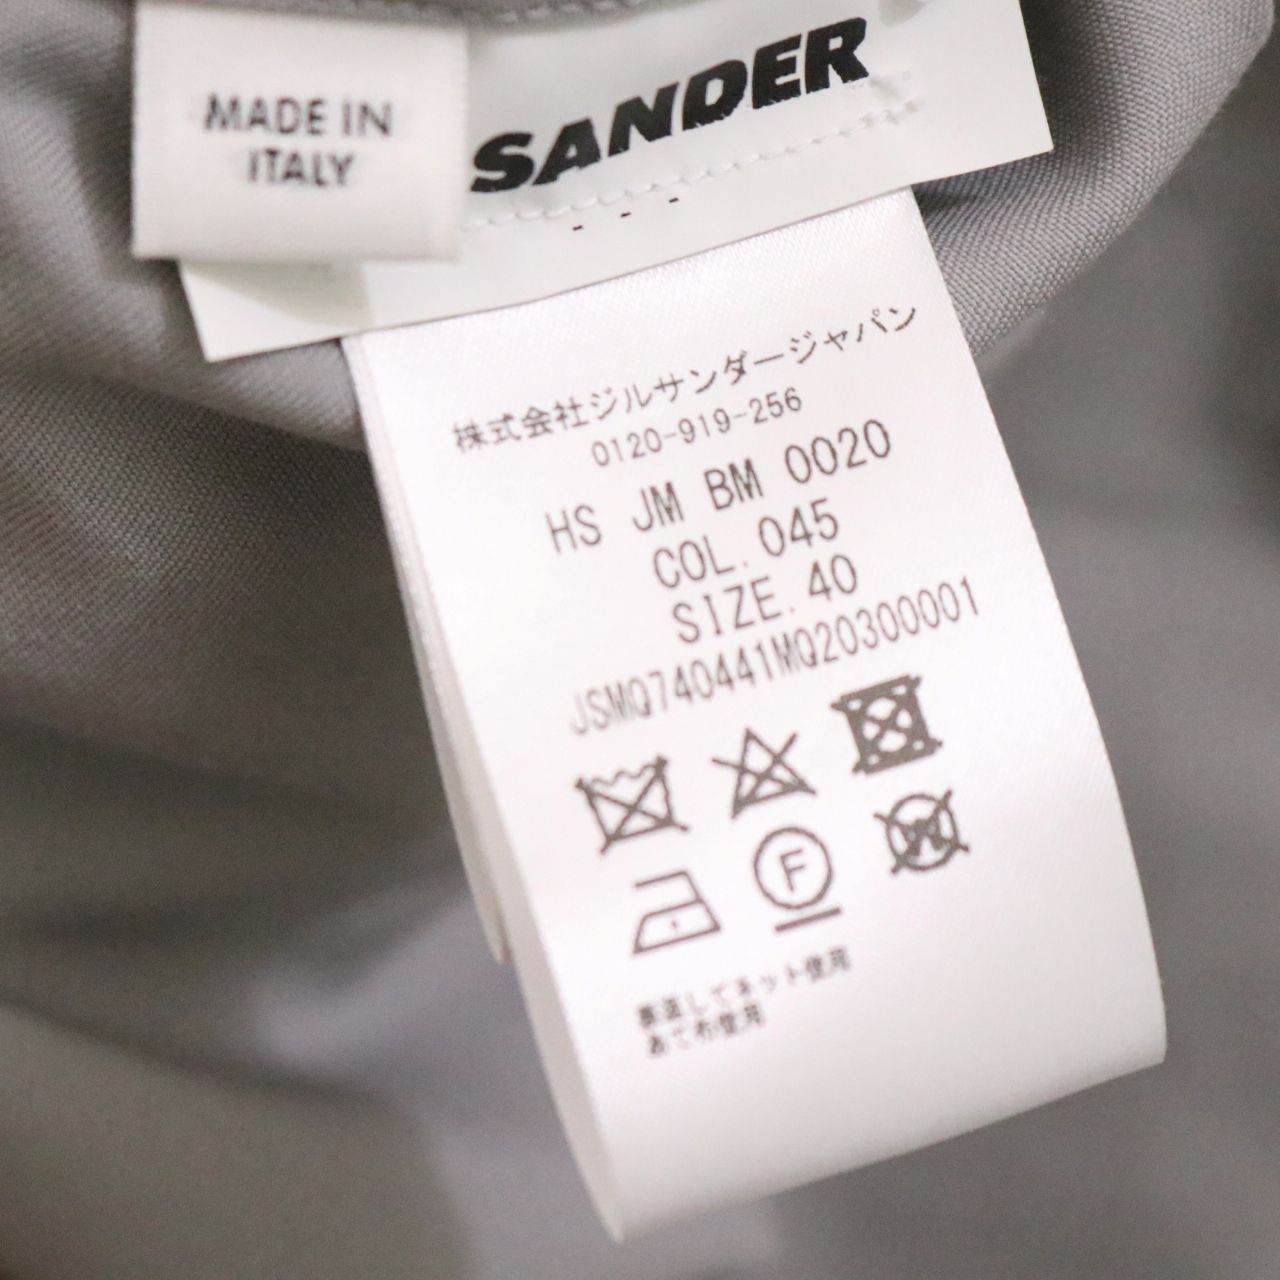 MADE IN
ITALY
SANDER
株式会社ジルサンダージャパン
0120-919-256
HS JM BM 0020
COL. 045
SIZE. 40
JSMQ740441MQ20300001
F
W
裏返してネット使用
あて布使用